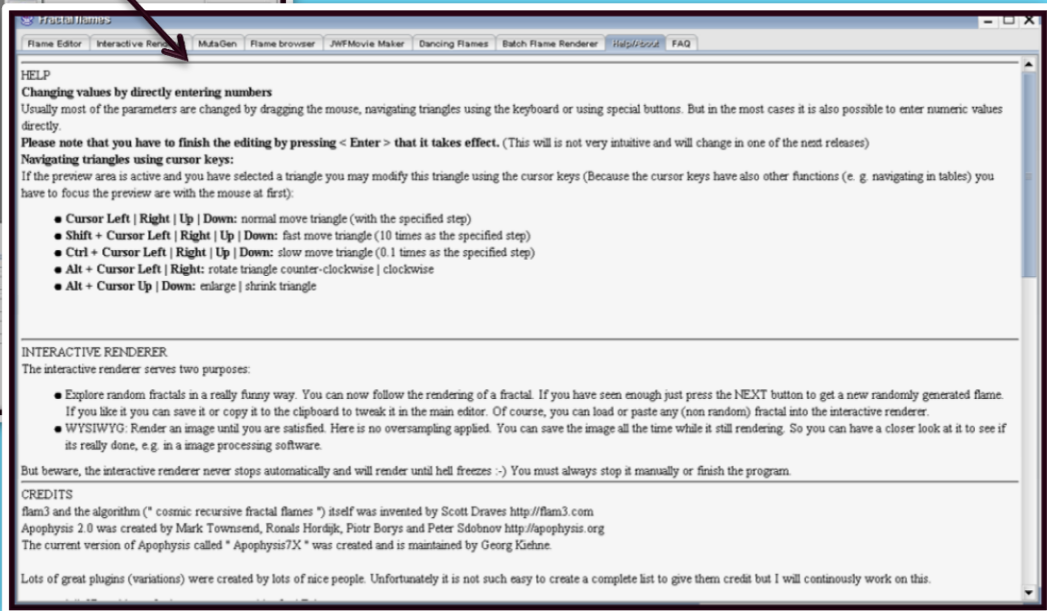 Fractal flames
Flame Editor Interactive Rend MutaGen Flame browser JWFMovie Maker Dancing Flames Batch Flame Renderer Help/About FAQ
HELP
Changing values by directly entering numbers
Usually most of the parameters are changed by dragging the mouse, navigating triangles using the keyboard or using special buttons. But in the most cases it is also possible to enter numeric values
directly.
Please note that you have to finish the editing by pressing < Enter > that it takes effect. (This will is not very intuitive and will change in one of the next releases)
Navigating triangles using cursor keys:
If the preview area is active and you have selected a triangle you may modify this triangle using the cursor keys (Because the cursor keys have also other functions (e. g. navigating in tables) you
have to focus the preview are with the mouse at first):
● Cursor Left | Right | Up | Down: normal move triangle (with the specified step)
● Shift + Cursor Left | Right | Up | Down: fast move triangle (10 times as the specified step)
● Ctrl + Cursor Left | Right | Up | Down: slow move triangle (0.1 times as the specified step)
● Alt + Cursor Left | Right: rotate triangle counter-clockwise | clockwise
● Alt + Cursor Up | Down: enlarge | shrink triangle
INTERACTIVE RENDERER
The interactive renderer serves two purposes:
● Explore random fractals in a really funny way. You can now follow the rendering of a fractal. If you have seen enough just press the NEXT button to get a new randomly generated flame.
If you like it you can save it or copy it to the clipboard to tweak it in the main editor. Of course, you can load or paste any (non random) fractal into the interactive renderer.
● WYSIWYG: Render an image until you are satisfied. Here is no oversampling applied. You can save the image all the time while it still rendering. So you can have a closer look at it to see if
its really done, e.g. in a image processing software.
But beware, the interactive renderer never stops automatically and will render until hell freezes :-) You must always stop it manually or finish the program.
CREDITS
flam3 and the algorithm (" cosmic recursive fractal flames ") itself was invented by Scott Draves http://flam3.com
Apophysis 2.0 was created by Mark Townsend, Ronals Hordijk, Piotr Borys and Peter Sdobnov http://apophysis.org
The current version of Apophysis called " Apophysis7X " was created and is maintained by Georg Kiehne.
Lots of great plugins (variations) were created by lots of nice people. Unfortunately it is not such easy to create a complete list to give them credit but I will continously work on this.